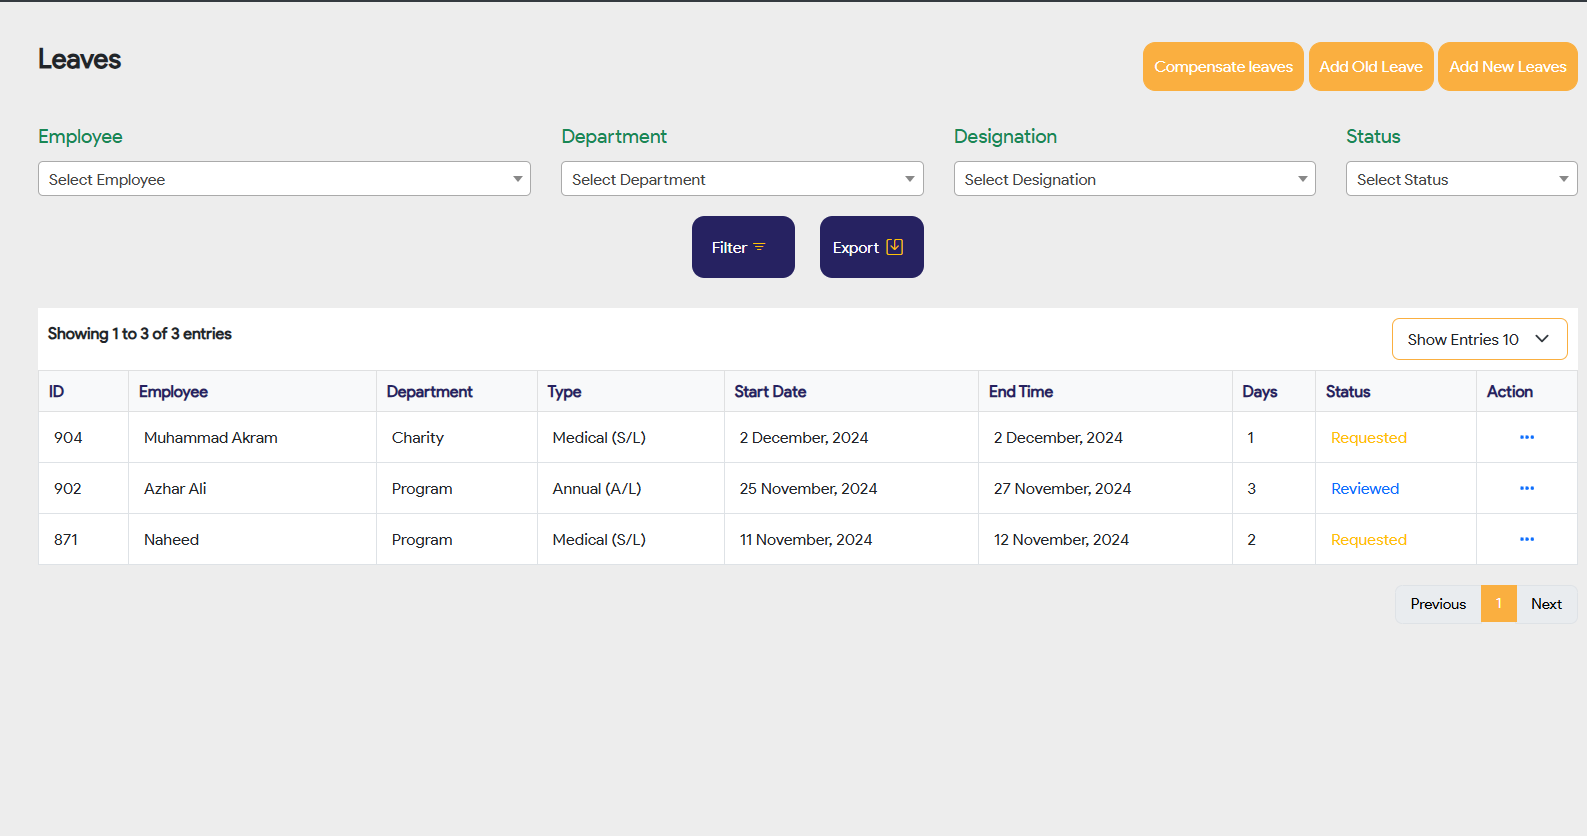 Leaves
Compensate leaves Add Old Leave Add New Leaves
Employee Department Designation Status
Select Employee Select Department Select Designation Select Status
Filter Export
Showing 1 to 3 of 3 entries
Show Entries 10
ID Employee Department Type Start Date End Time Days Status Action
904 Muhammad Akram Charity Medical (S/L) 2 December, 2024 2 December, 2024 1 Requested ...
902 Azhar Ali Program Annual (A/L) 25 November, 2024 27 November, 2024 3 Reviewed ...
871 Naheed Program Medical (S/L) 11 November, 2024 12 November, 2024 2 Requested ...
Previous 1 Next